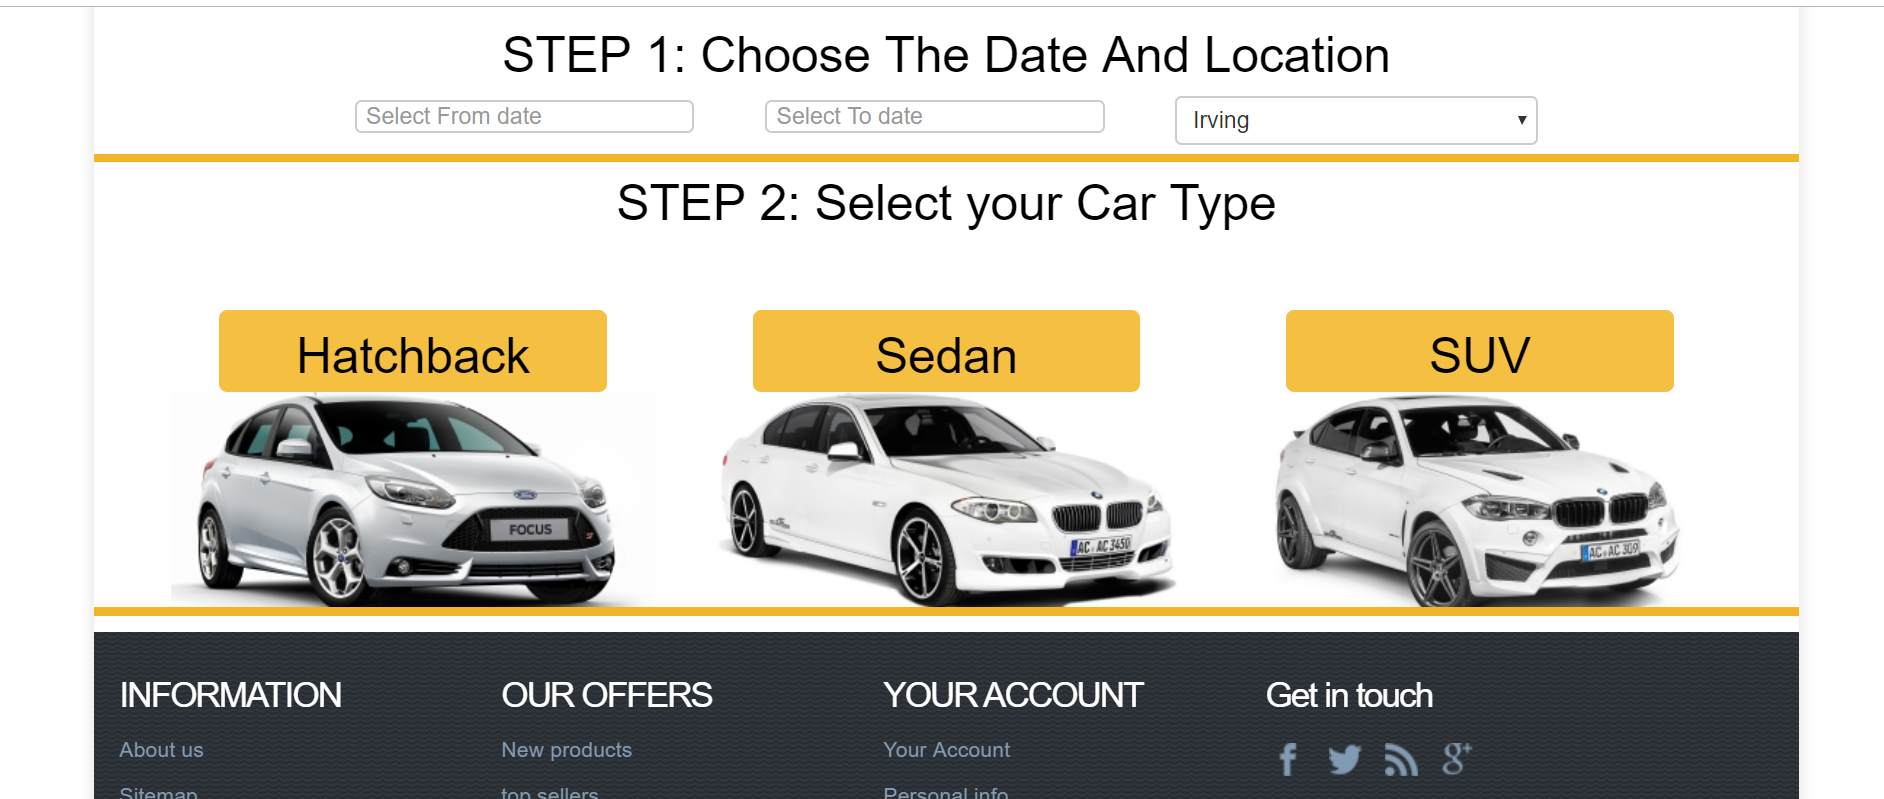 STEP 1: Choose The Date And Location
Select From date
Select To date
Irving
STEP 2: Select your Car Type
Hatchback
Sedan
SUV
FOCUS
AC AC 3450
AC AC 309
INFORMATION
OUR OFFERS
YOUR ACCOUNT
Get in touch
About us
New products
Your Account
Sitemap
top sellers
Personal info